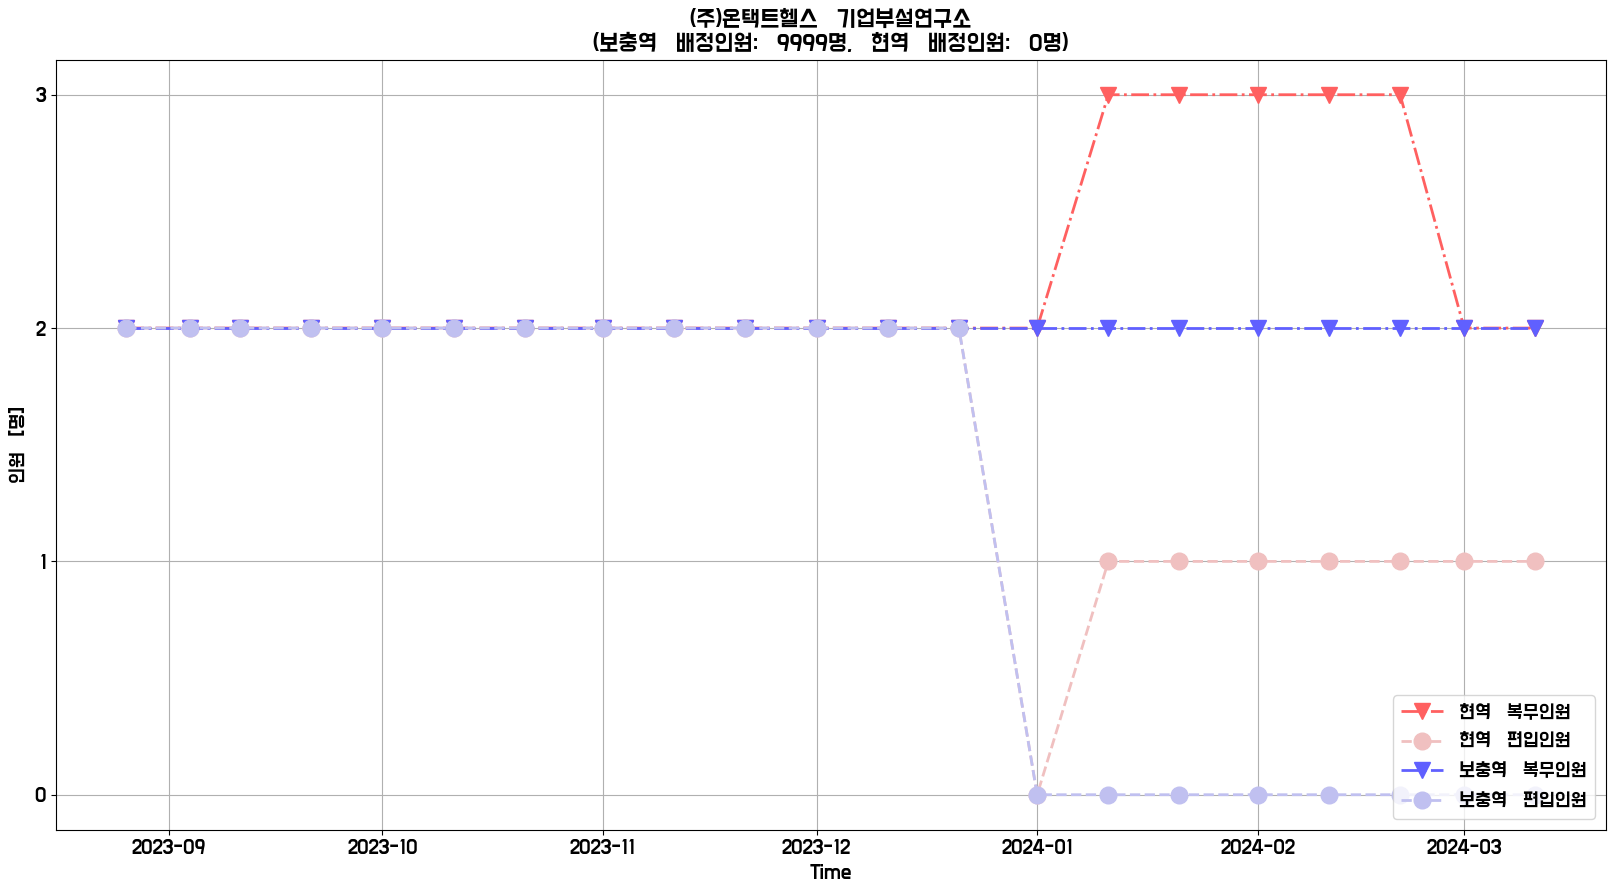 (주)온택트헬스 기업부설연구소
(보충역 배정인원: 9999명, 현역 배정인원: 0명)
3
2
1
0
인원 [명]
2023-09 2023-10 2023-11 2023-12 2024-01 2024-02 2024-03
Time
현역 복무인원
현역 편입인원
보충역 복무인원
보충역 편입인원